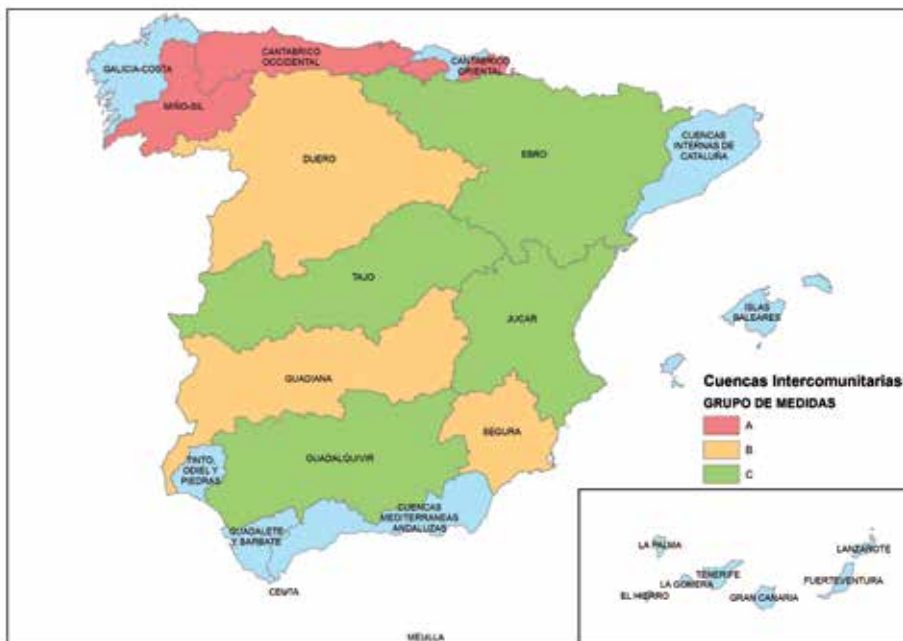 CANTABRICO
OCCIDENTAL
CANTABRICO
ORIENTAL
GALICIA-COSTA
MIÑO-SIL
DUERO
EBRO
CUENCAS
INTERNAS DE
CATALUÑA
TAJO
JUCAR
ISLAS
BALEARES
GUADIANA
SEGURA
TINTO,
ODIEL Y
PIEDRAS
GUADALQUIVIR
CUENCAS
MEDITERRANEAS
ANDALUZAS
GUADALETE
Y BARBATE
CEUTA
MELILLA
Cuencas Intercomunitarias
GRUPO DE MEDIDAS
A
B
C
LA PALMA
LANZAROTE
TENERIFE
LA GOMERA
FUERTEVENTURA
EL HIERRO
GRAN CANARIA